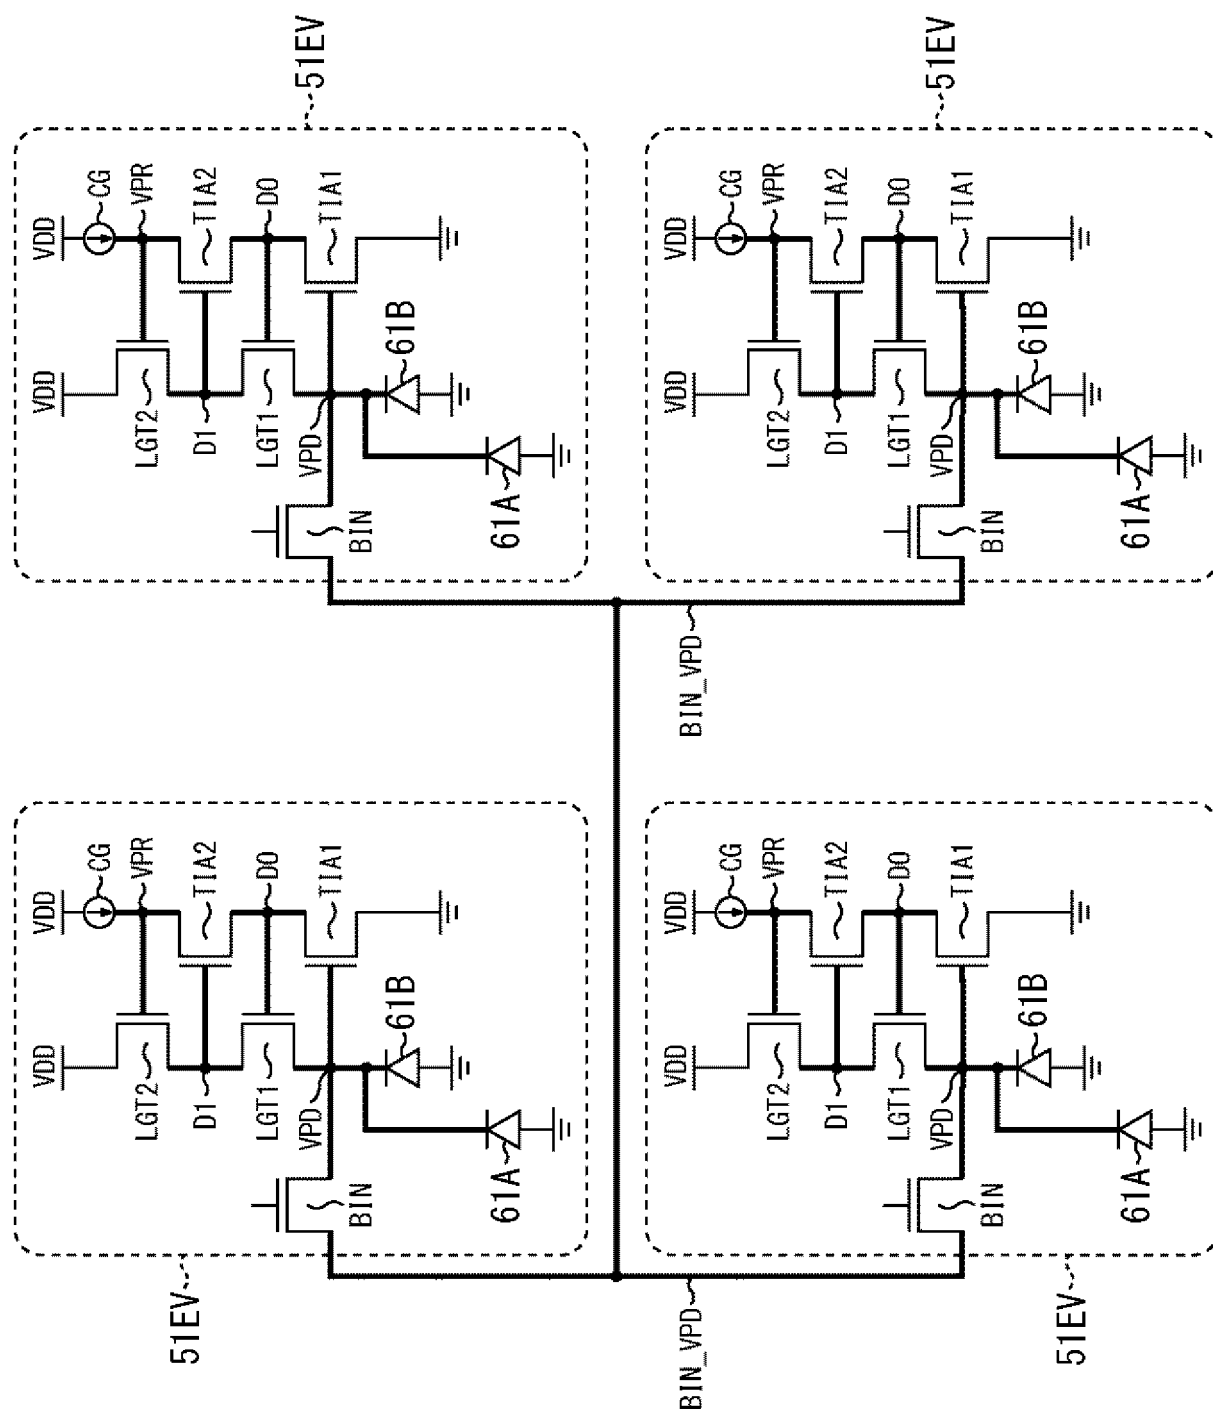 51EV
VDD
VDD
CG
LGT2
VPR
D1
TIA2
LGT1
D0
VPD
TIA1
BIN
61B
61A
51EV
VDD
VDD
CG
LGT2
VPR
D1
TIA2
LGT1
D0
VPD
TIA1
BIN
61B
61A
BIN_VPD
BIN_VPD
51EV
VDD
VDD
CG
LGT2
VPR
D1
TIA2
LGT1
D0
VPD
TIA1
BIN
61B
61A
51EV
VDD
VDD
CG
LGT2
VPR
D1
TIA2
LGT1
D0
VPD
TIA1
BIN
61B
61A